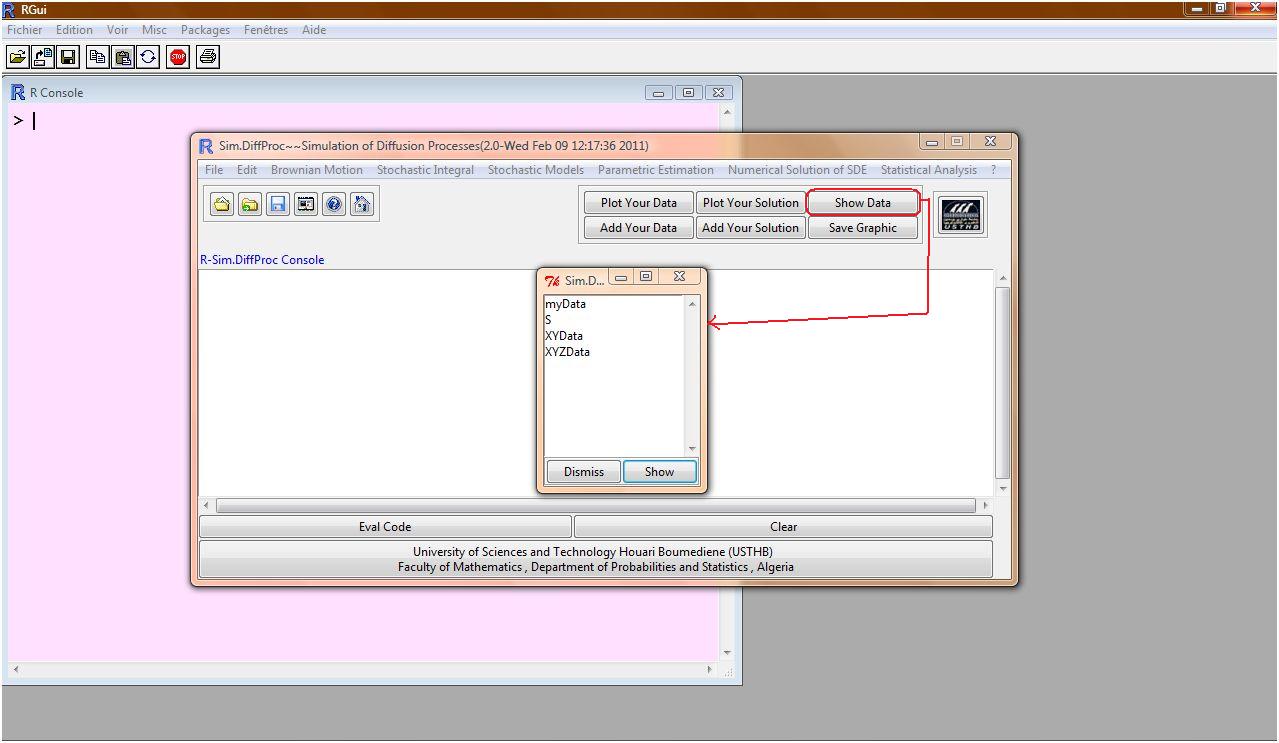 RGui
Fichier Edition Voir Misc Packages Fenêtres Aide
STOP
R Console
>
Sim.DiffProc~~Simulation of Diffusion Processes(2.0-Wed Feb 09 12:17:36 2011)
File Edit Brownian Motion Stochastic Integral Stochastic Models Parametric Estimation Numerical Solution of SDE Statistical Analysis ?
Plot Your Data Plot Your Solution Show Data
Add Your Data Add Your Solution Save Graphic
USTHB
R-Sim.DiffProc Console
Sim.D...
myData
S
XYData
XYZData
Dismiss Show
Eval Code Clear
University of Sciences and Technology Houari Boumediene (USTHB)
Faculty of Mathematics , Department of Probabilities and Statistics , Algeria